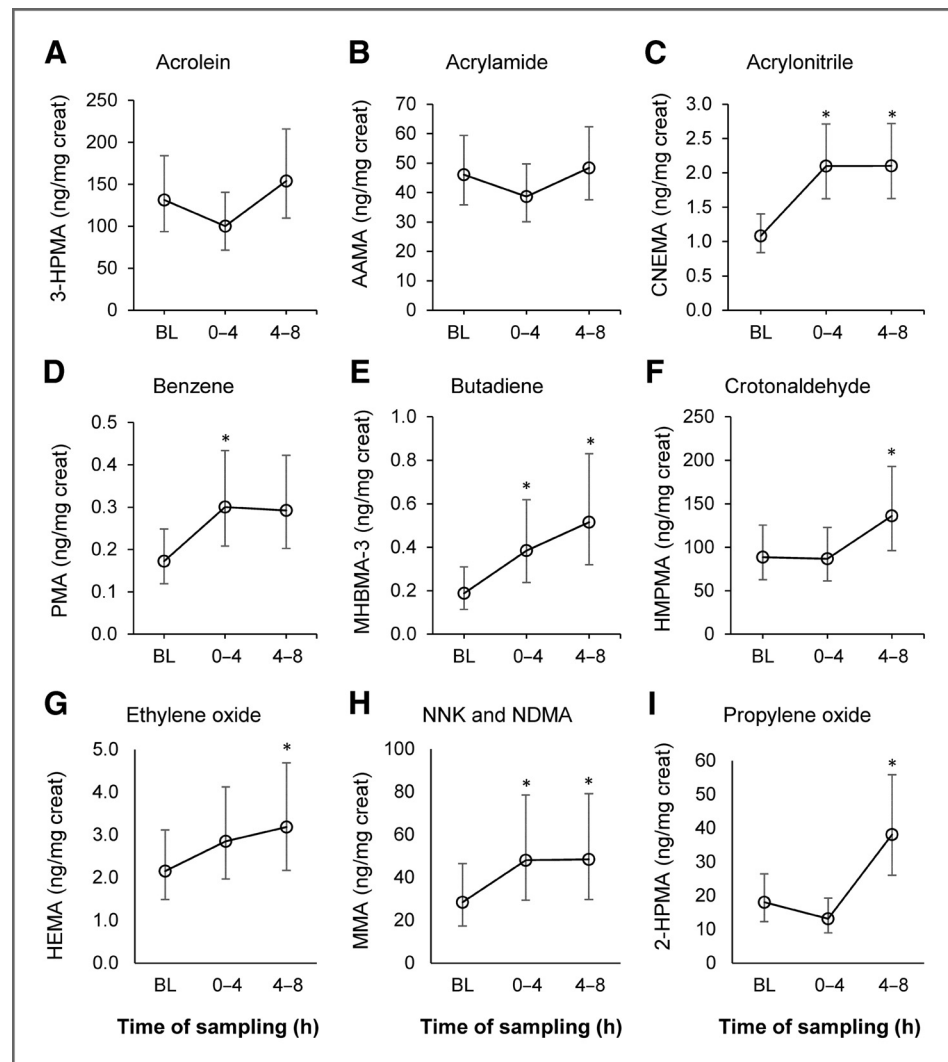 A Acrolein
3-HPMA (ng/mg creat)
250
200
150
100
50
0
BL 0–4 4–8
B Acrylamide
AAMA (ng/mg creat)
70
60
50
40
30
20
10
0
BL 0–4 4–8
C Acrylonitrile
CNEMA (ng/mg creat)
3.0
2.5
2.0
1.5
1.0
0.5
0.0
* *
BL 0–4 4–8
D Benzene
PMA (ng/mg creat)
0.5
0.4
0.3
0.2
0.1
0.0
*
BL 0–4 4–8
E Butadiene
MHBMA-3 (ng/mg creat)
1.0
0.8
0.6
0.4
0.2
0.0
* *
BL 0–4 4–8
F Crotonaldehyde
HMPMA (ng/mg creat)
250
200
150
100
50
0
*
BL 0–4 4–8
G Ethylene oxide
HEMA (ng/mg creat)
5.0
4.0
3.0
2.0
1.0
0.0
*
BL 0–4 4–8
Time of sampling (h)
H NNK and NDMA
MMA (ng/mg creat)
100
80
60
40
20
0
* *
BL 0–4 4–8
Time of sampling (h)
I Propylene oxide
2-HPMA (ng/mg creat)
60
50
40
30
20
10
0
*
BL 0–4 4–8
Time of sampling (h)